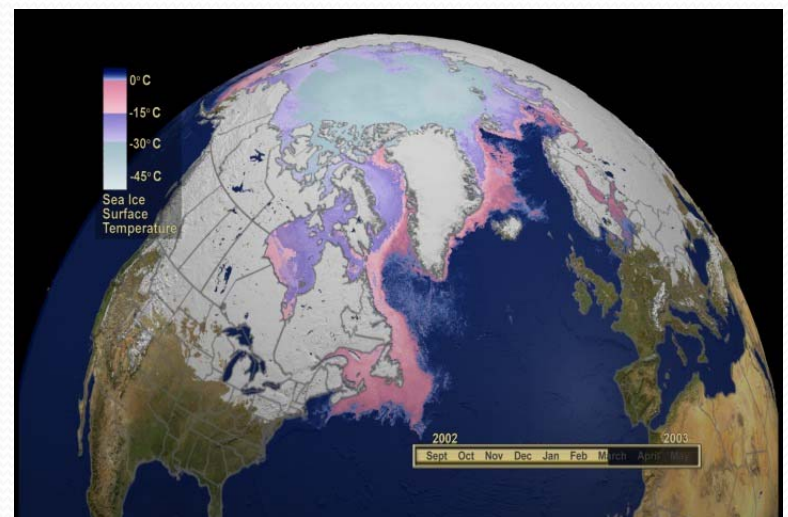 0°C
-15°C
-30°C
-45°C
Sea Ice
Surface
Temperature
2002 2003
Sept Oct Nov Dec Jan Feb March April May